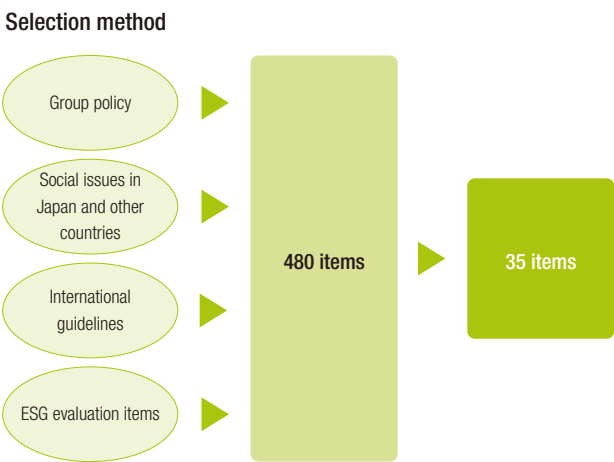 Selection method
Group policy
Social issues in
Japan and other
countries
International
guidelines
ESG evaluation items
480 items
35 items